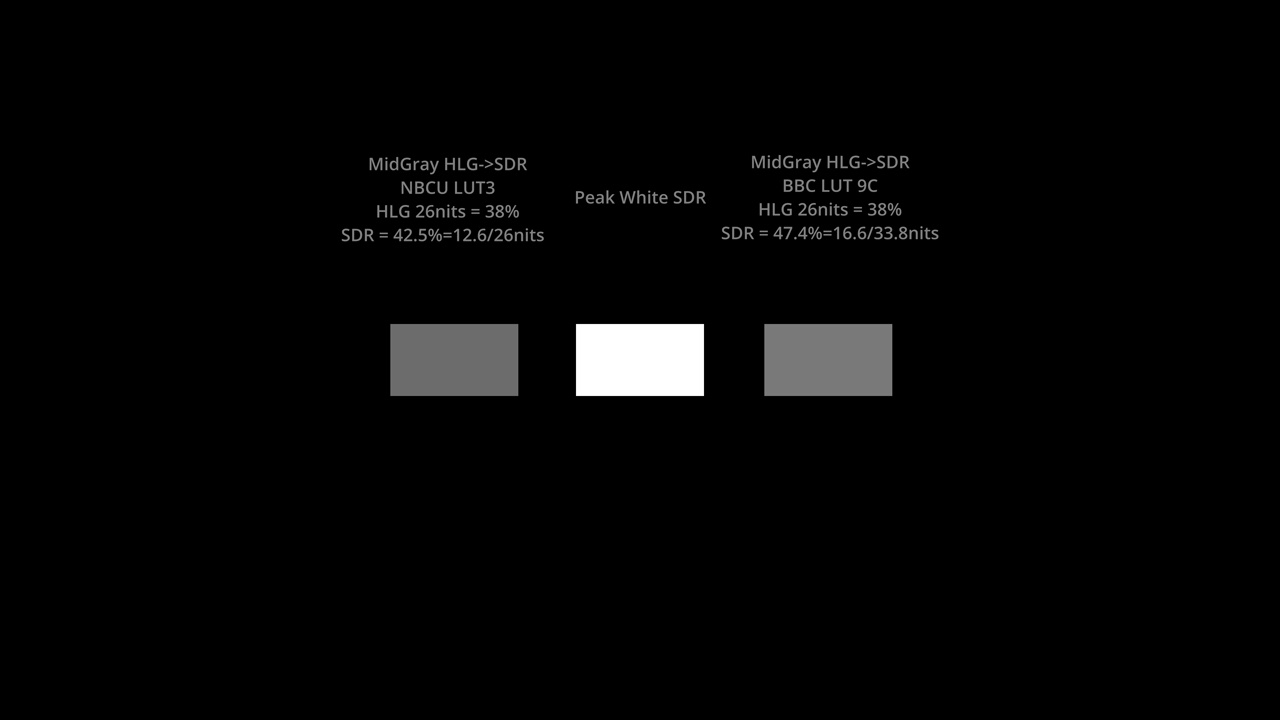 MidGray HLG->SDR
NBCU LUT3
HLG 26nits = 38%
SDR = 42.5%=12.6/26nits
Peak White SDR
MidGray HLG->SDR
BBC LUT 9C
HLG 26nits = 38%
SDR = 47.4%=16.6/33.8nits